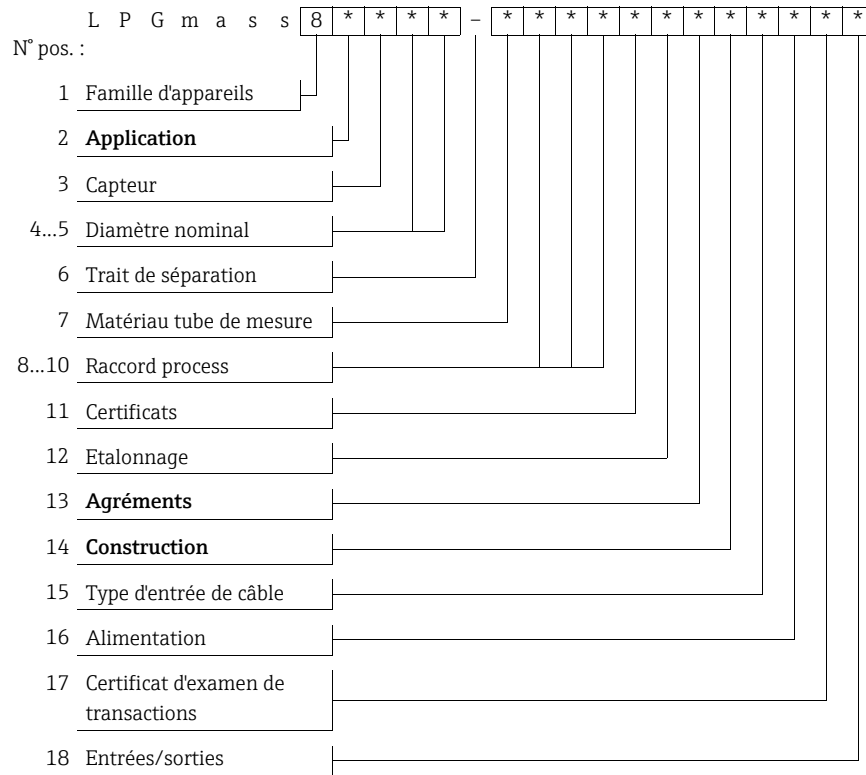 L P G m a s s 8 * * * * – * * * * * * * * * * * *
N° pos. :
1 Famille d'appareils
2 Application
3 Capteur
4...5 Diamètre nominal
6 Trait de séparation
7 Matériau tube de mesure
8...10 Raccord process
11 Certificats
12 Etalonnage
13 Agréments
14 Construction
15 Type d'entrée de câble
16 Alimentation
17 Certificat d'examen de
transactions
18 Entrées/sorties